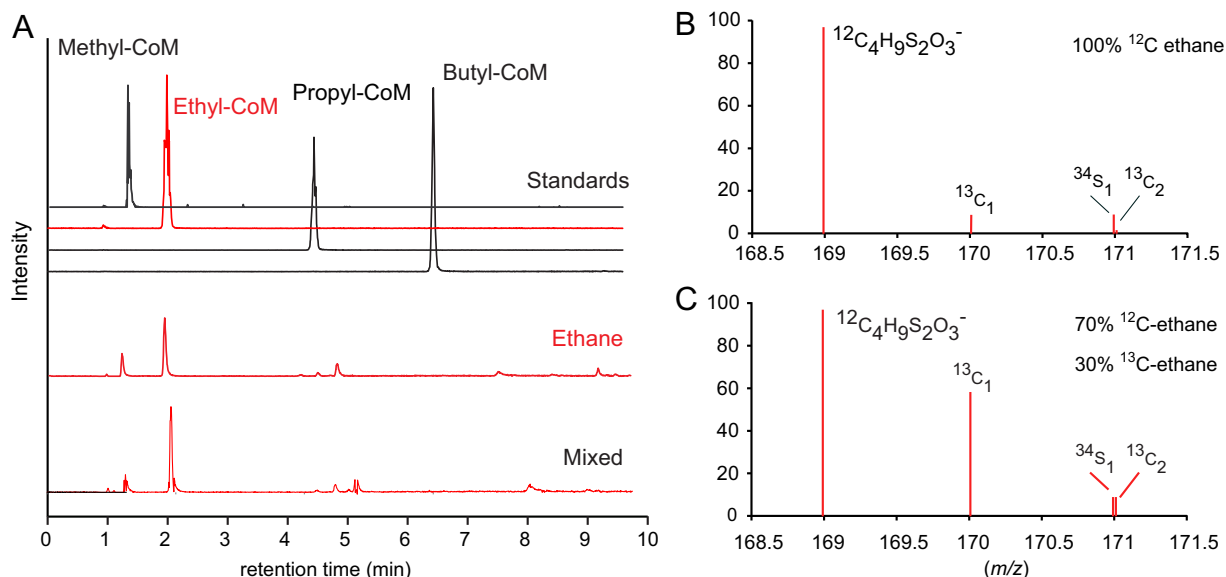 A
Methyl-CoM
Ethyl-CoM
Propyl-CoM
Butyl-CoM
Standards
Ethane
Mixed
Intensity
0 1 2 3 4 5 6 7 8 9 10
retention time (min)
B
¹²C₄H₉S₂O₃⁻
100% ¹²C ethane
100
80
60
40
20
0
¹³C₁
³⁴S₁
¹³C₂
168.5 169 169.5 170 170.5 171 171.5
C
¹²C₄H₉S₂O₃⁻
70% ¹²C-ethane
30% ¹³C-ethane
100
80
60
40
20
0
¹³C₁
³⁴S₁
¹³C₂
168.5 169 169.5 170 170.5 171 171.5
(m/z)